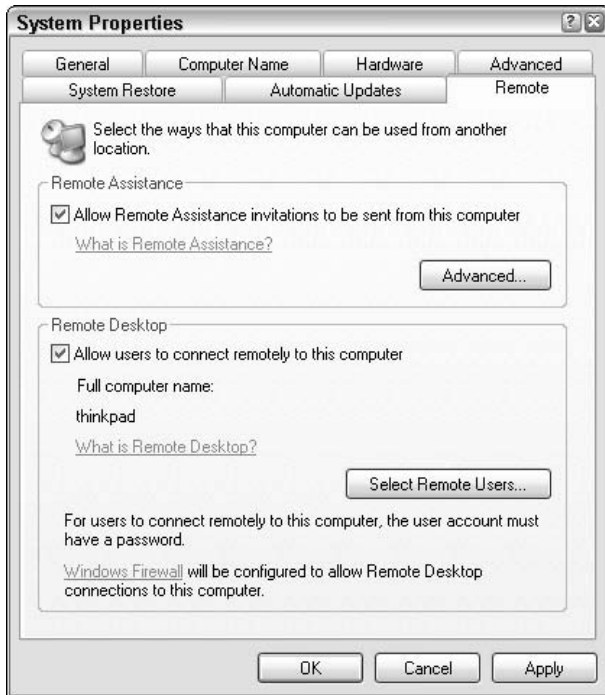 System Properties
General
Computer Name
Hardware
Advanced
System Restore
Automatic Updates
Remote
Select the ways that this computer can be used from another
location.
Remote Assistance
Allow Remote Assistance invitations to be sent from this computer
What is Remote Assistance?
Advanced...
Remote Desktop
Allow users to connect remotely to this computer
Full computer name:
thinkpad
What is Remote Desktop?
Select Remote Users...
For users to connect remotely to this computer, the user account must
have a password.
Windows Firewall will be configured to allow Remote Desktop
connections to this computer.
OK
Cancel
Apply